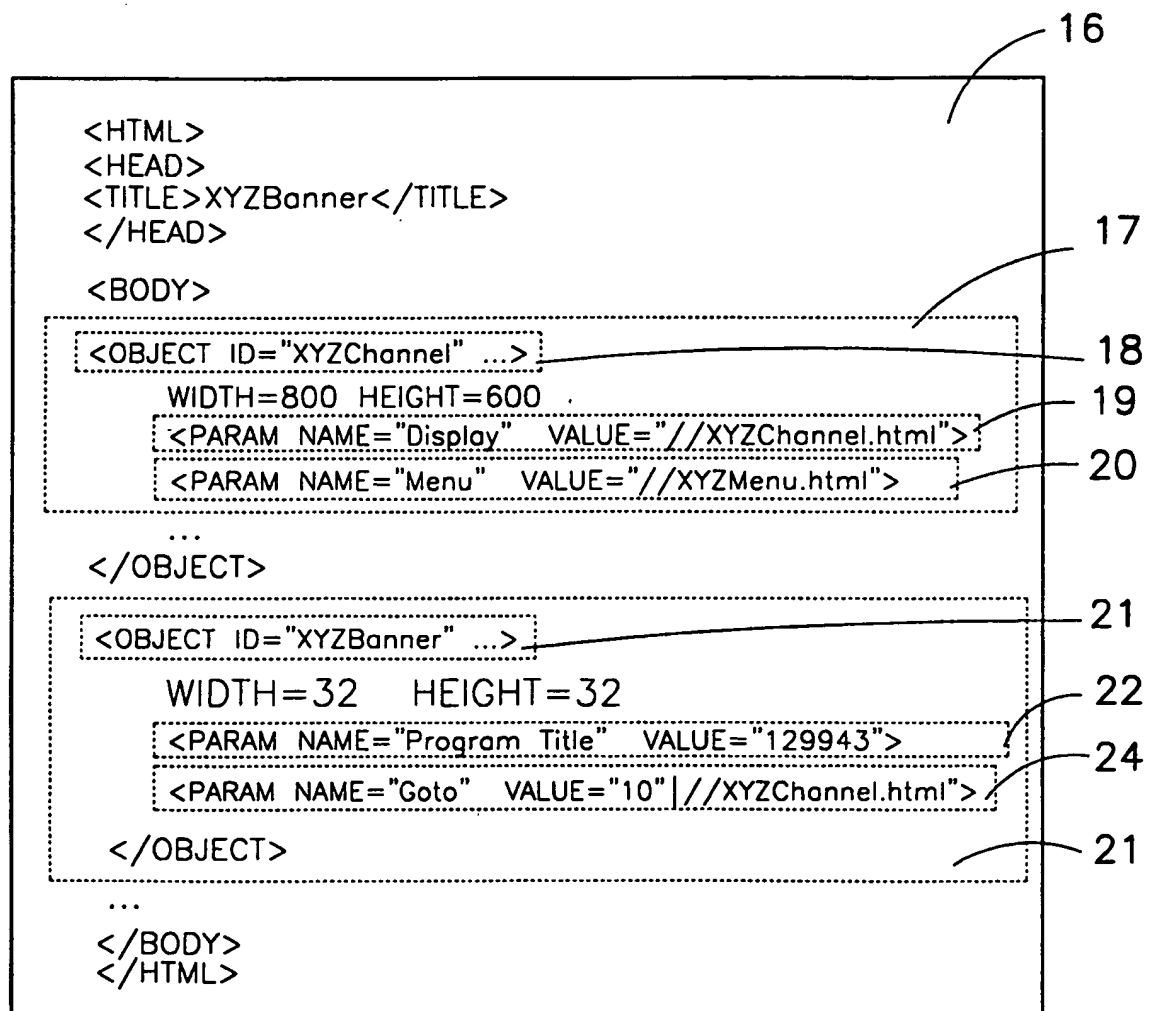 16
<HTML>
<HEAD>
<TITLE>XYZBanner</TITLE>
</HEAD>
17
<BODY>
<OBJECT ID="XYZChannel" ...>
18
WIDTH=800 HEIGHT=600
19
<PARAM NAME="Display" VALUE="//XYZChannel.html">
20
<PARAM NAME="Menu" VALUE="//XYZMenu.html">
...
</OBJECT>
21
<OBJECT ID="XYZBanner" ...>
WIDTH=32 HEIGHT=32
22
<PARAM NAME="Program Title" VALUE="129943">
24
<PARAM NAME="Goto" VALUE="10"|//XYZChannel.html">
</OBJECT>
21
...
</BODY>
</HTML>